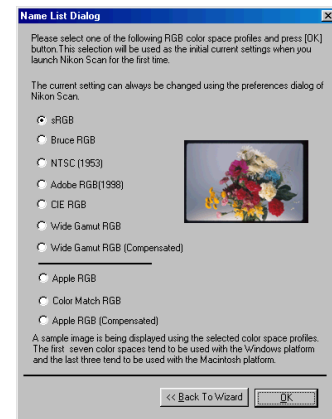 Name List Dialog
Please select one of the following RGB color space profiles and press [OK]
button.This selection will be used as the initial current settings when you
launch Nikon Scan for the first time.
The current setting can always be changed using the preferences dialog of
Nikon Scan.
sRGB
Bruce RGB
NTSC (1953)
Adobe RGB(1998)
CIE RGB
Wide Gamut RGB
Wide Gamut RGB (Compensated)
Apple RGB
Color Match RGB
Apple RGB (Compensated)
A sample image is being displayed using the selected color space profiles.
The first seven color spaces tend to be used with the Windows platform
and the last three tend to be used with the Macintosh platform.
<< Back To Wizard
OK